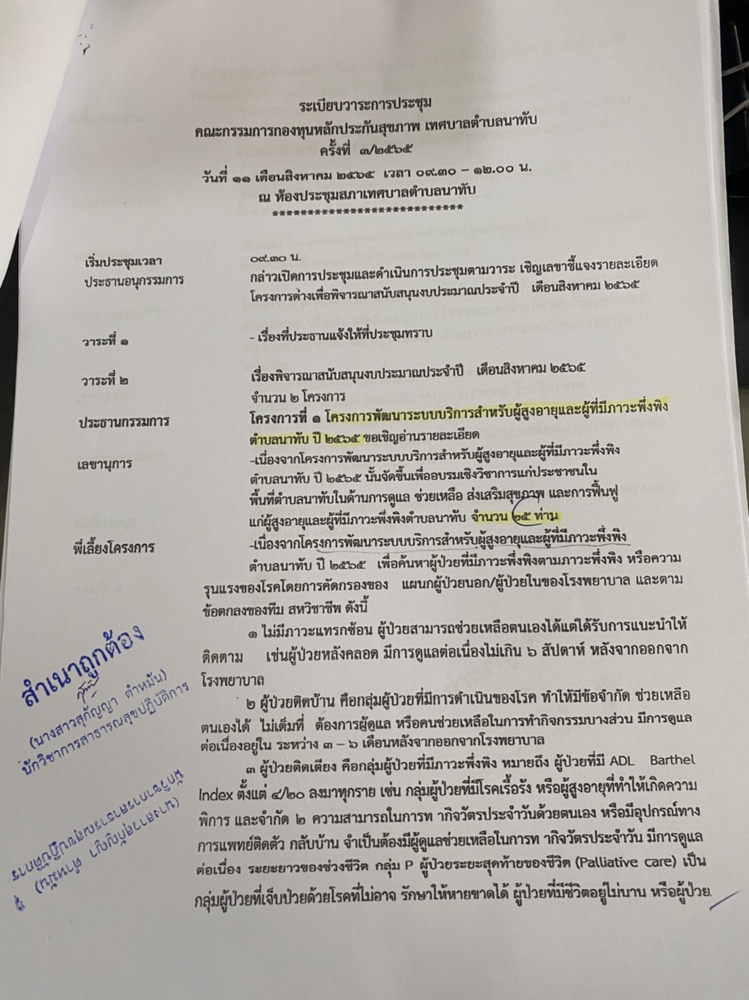 ระเบียบวาระการประชุม
คณะกรรมการกองทุนหลักประกันสุขภาพ เทศบาลตำบลนาทับ
ครั้งที่ ๓/๒๕๖๕
วันที่ ๑๑ เดือนสิงหาคม ๒๕๖๕ เวลา ๐๙.๓๐ – ๑๒.๐๐ น.
ณ ห้องประชุมสภาเทศบาลตำบลนาทับ
***************************
เริ่มประชุมเวลา ๐๙.๓๐ น.
ประธานอนุกรรมการ กล่าวเปิดการประชุมและดำเนินการประชุมตามวาระ เชิญเลขาชี้แจงรายละเอียด
โครงการต่างเพื่อพิจารณาสนับสนุนงบประมาณประจำปี เดือนสิงหาคม ๒๕๖๕
วาระที่ ๑ - เรื่องที่ประธานแจ้งให้ที่ประชุมทราบ
วาระที่ ๒ เรื่องพิจารณาสนับสนุนงบประมาณประจำปี เดือนสิงหาคม ๒๕๖๕
จำนวน ๒ โครงการ
ประธานกรรมการ โครงการที่ ๑ โครงการพัฒนาระบบบริการสำหรับผู้สูงอายุและผู้ที่มีภาวะพึ่งพิง
ตำบลนาทับ ปี ๒๕๖๕ ขอเชิญอ่านรายละเอียด
เลขานุการ -เนื่องจากโครงการพัฒนาระบบบริการสำหรับผู้สูงอายุและผู้ที่มีภาวะพึ่งพิง
ตำบลนาทับ ปี ๒๕๖๕ นั้นจัดขึ้นเพื่ออบรมเชิงวิชาการแก่ประชาชนใน
พื้นที่ตำบลนาทับในด้านการดูแล ช่วยเหลือ ส่งเสริมสุขภาพ และการฟื้นฟู
แก่ผู้สูงอายุและผู้ที่มีภาวะพึ่งพิงตำบลนาทับ จำนวน ๒๕ ท่าน
พี่เลี้ยงโครงการ -เนื่องจากโครงการพัฒนาระบบบริการสำหรับผู้สูงอายุและผู้ที่มีภาวะพึ่งพิง
ตำบลนาทับ ปี ๒๕๖๕ เพื่อค้นหาผู้ป่วยที่มีภาวะพึ่งพิงตามภาวะพึ่งพิง หรือความ
รุนแรงของโรคโดยการคัดกรองของ แผนกผู้ป่วยนอก/ผู้ป่วยในของโรงพยาบาล และตาม
ข้อตกลงของทีม สหวิชาชีพ ดังนี้
๑ ไม่มีภาวะแทรกซ้อน ผู้ป่วยสามารถช่วยเหลือตนเองได้แต่ได้รับการแนะนำให้
ติดตาม เช่นผู้ป่วยหลังคลอด มีการดูแลต่อเนื่องไม่เกิน ๖ สัปดาห์ หลังจากออกจาก
โรงพยาบาล
๒ ผู้ป่วยติดบ้าน คือกลุ่มผู้ป่วยที่มีการดำเนินของโรค ทำให้มีข้อจำกัด ช่วยเหลือ
ตนเองได้ ไม่เต็มที่ ต้องการผู้ดูแล หรือคนช่วยเหลือในการทำกิจกรรมบางส่วน มีการดูแล
ต่อเนื่องอยู่ใน ระหว่าง ๓ – ๖ เดือนหลังจากออกจากโรงพยาบาล
๓ ผู้ป่วยติดเตียง คือกลุ่มผู้ป่วยที่มีภาวะพึ่งพิง หมายถึง ผู้ป่วยที่มี ADL Barthel
Index ตั้งแต่ ๔/๒๐ ลงมาทุกราย เช่น กลุ่มผู้ป่วยที่มีโรคเรื้อรัง หรือผู้สูงอายุที่ทำให้เกิดความ
พิการ และจำกัด ๒ ความสามารถในการท ากิจวัตรประจำวันด้วยตนเอง หรือมีอุปกรณ์ทาง
การแพทย์ติดตัว กลับบ้าน จำเป็นต้องมีผู้ดูแลช่วยเหลือในการท ากิจวัตรประจำวัน มีการดูแล
ต่อเนื่อง ระยะยาวของช่วงชีวิต กลุ่ม P ผู้ป่วยระยะสุดท้ายของชีวิต (Palliative care) เป็น
กลุ่มผู้ป่วยที่เจ็บป่วยด้วยโรคที่ไม่อาจ รักษาให้หายขาดได้ ผู้ป่วยที่มีชีวิตอยู่ไม่นาน หรือผู้ป่วย
สำเนาถูกต้อง
(นางสาวสุกัญญา ดำหมัน)
นักวิชาการสาธารณสุขปฏิบัติการ
(นางสาวสุกัญญา ดำหมัน)
นักวิชาการสาธารณสุขปฏิบัติการ